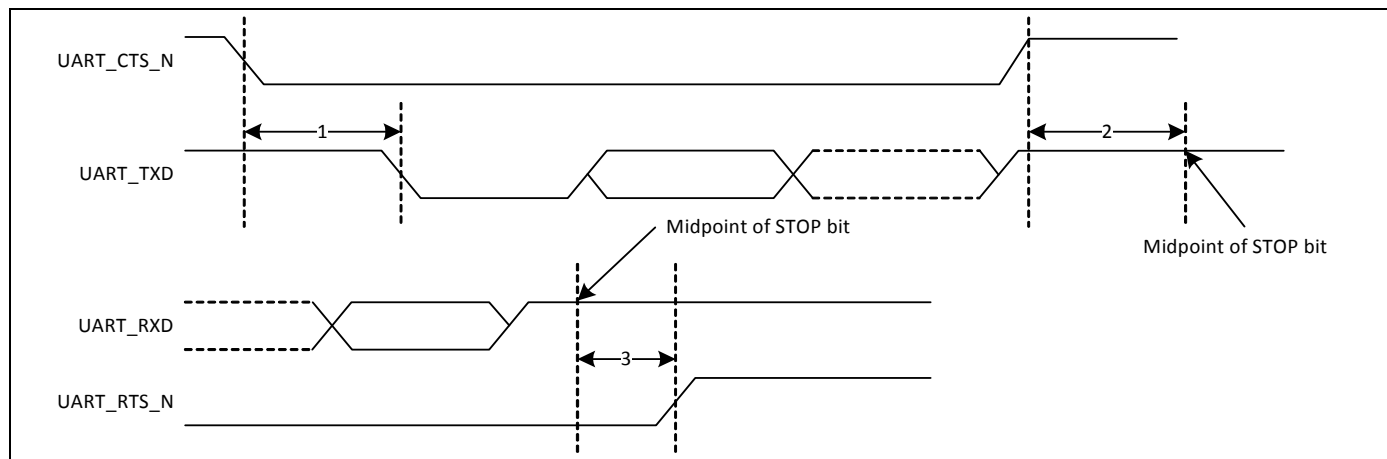 UART_CTS_N
1
2
UART_TXD
Midpoint of STOP bit
Midpoint of STOP bit
UART_RXD
3
UART_RTS_N